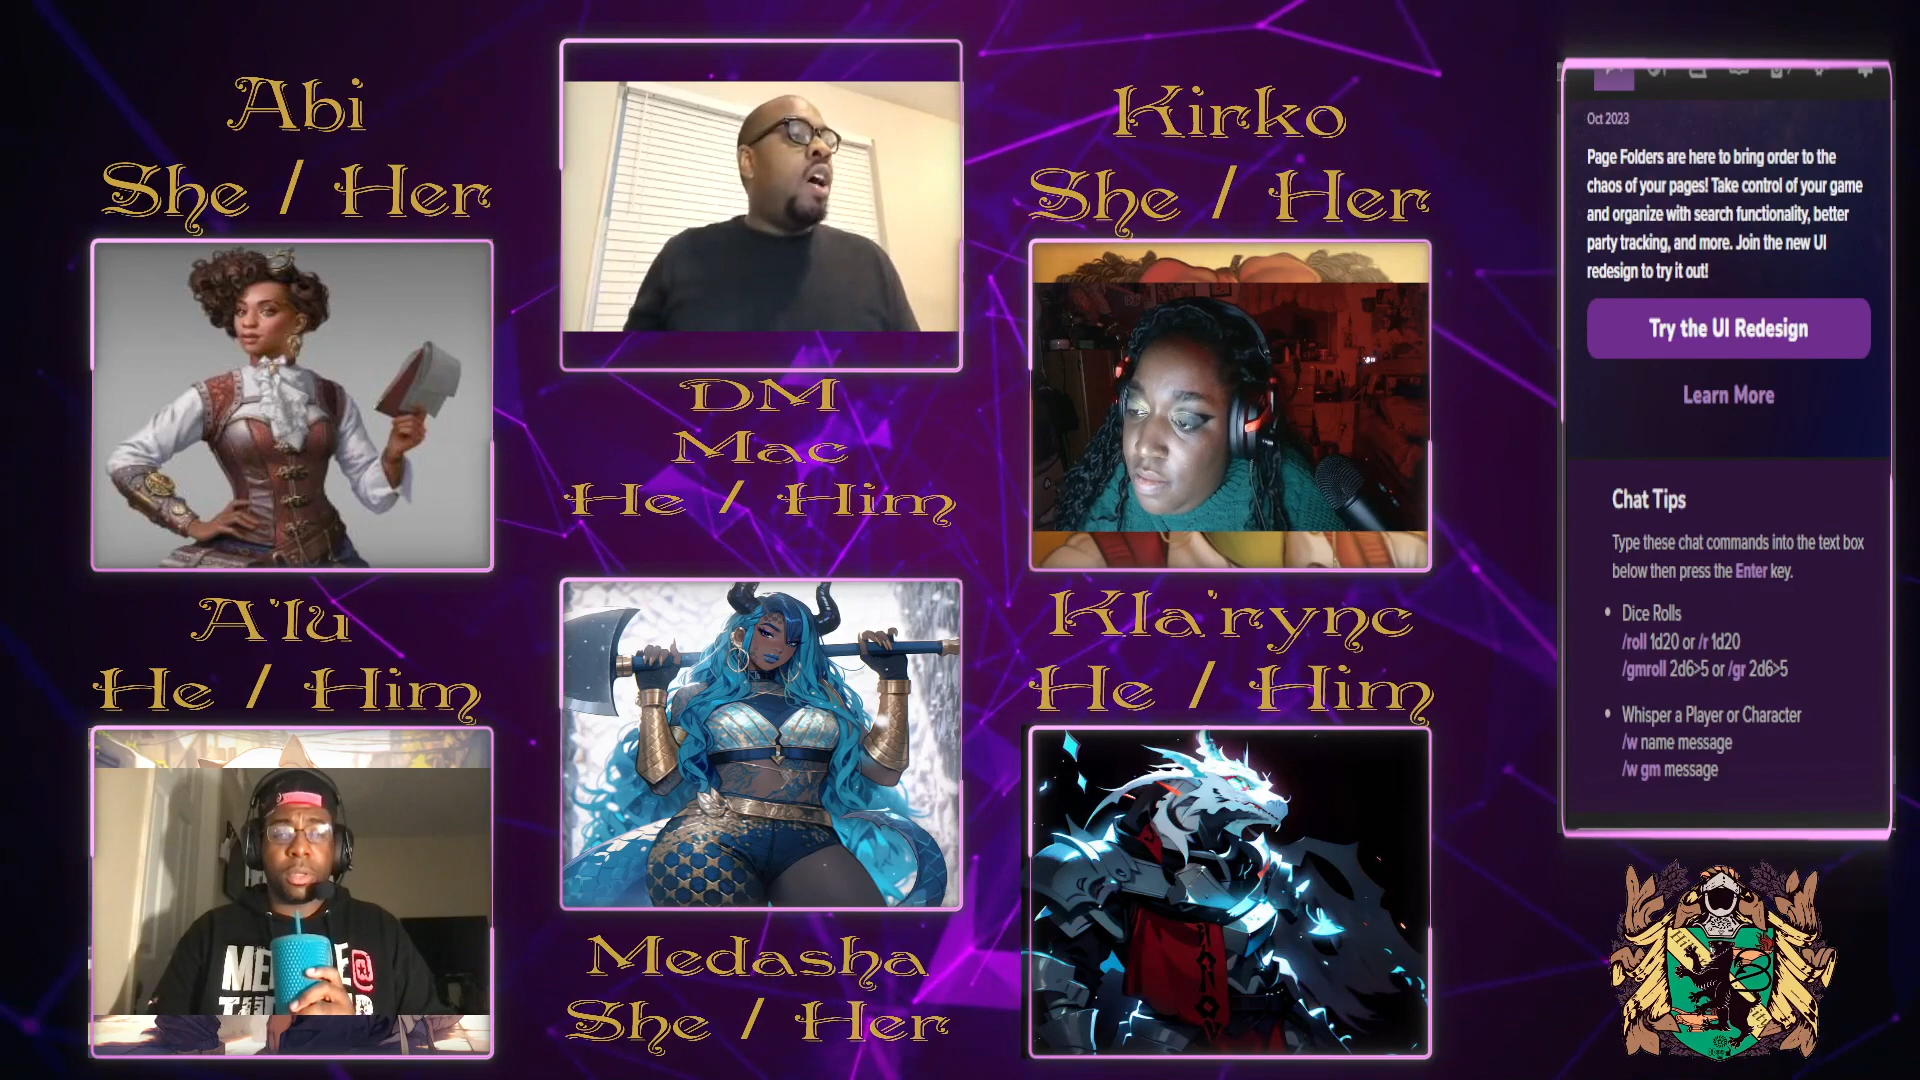 Abi
She / Her
DM
Mac
He / Him
Kirko
She / Her
A'lu
He / Him
Medasha
She / Her
Kla'rync
He / Him
Oct 2023
Page Folders are here to bring order to the
chaos of your pages! Take control of your game
and organize with search functionality, better
party tracking, and more. Join the new UI
redesign to try it out!
Try the UI Redesign
Learn More
Chat Tips
Type these chat commands into the text box
below then press the Enter key.
• Dice Rolls
/roll 1d20 or /r 1d20
/gmroll 2d6>5 or /gr 2d6>5
• Whisper a Player or Character
/w name message
/w gm message